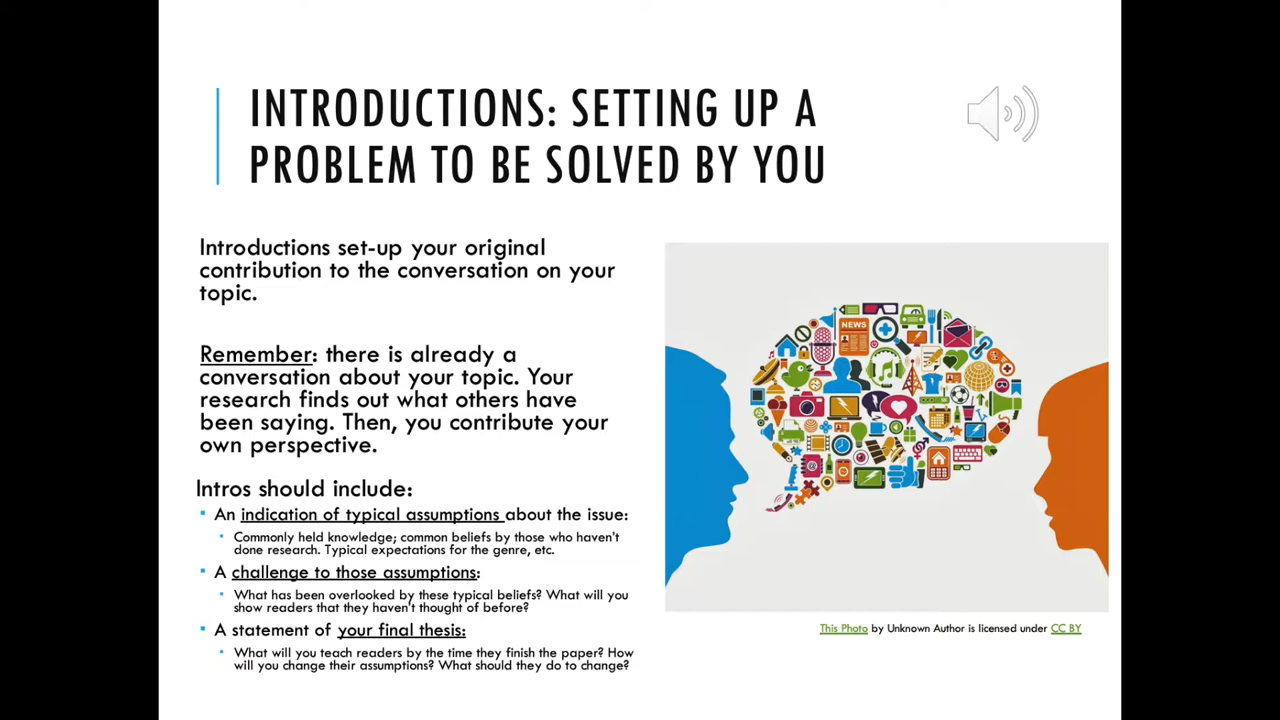 INTRODUCTIONS: SETTING UP A
PROBLEM TO BE SOLVED BY YOU
Introductions set-up your original
contribution to the conversation on your
topic.
Remember: there is already a
conversation about your topic. Your
research finds out what others have
been saying. Then, you contribute your
own perspective.
Intros should include:
An indication of typical assumptions about the issue:
Commonly held knowledge; common beliefs by those who haven't
done research. Typical expectations for the genre, etc.
A challenge to those assumptions:
What has been overlooked by these typical beliefs? What will you
show readers that they haven't thought of before?
A statement of your final thesis:
What will you teach readers by the time they finish the paper? How
will you change their assumptions? What should they do to change?
NEWS
This Photo by Unknown Author is licensed under CC BY